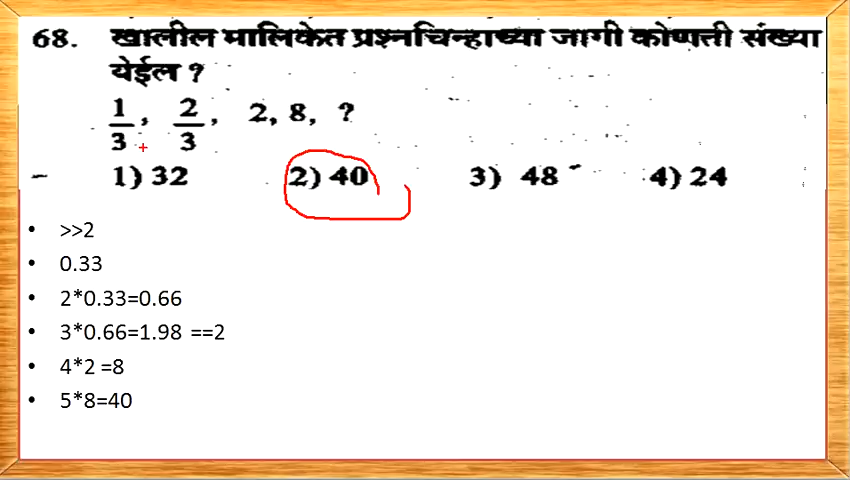 68. खालील मालिकेत प्रश्नचिन्हाच्या जागी कोणती संख्या
येईल ?
1/3, 2/3, 2, 8, ?
1) 32 2) 40 3) 48 4) 24
• >>2
• 0.33
• 2*0.33=0.66
• 3*0.66=1.98 ==2
• 4*2 =8
• 5*8=40